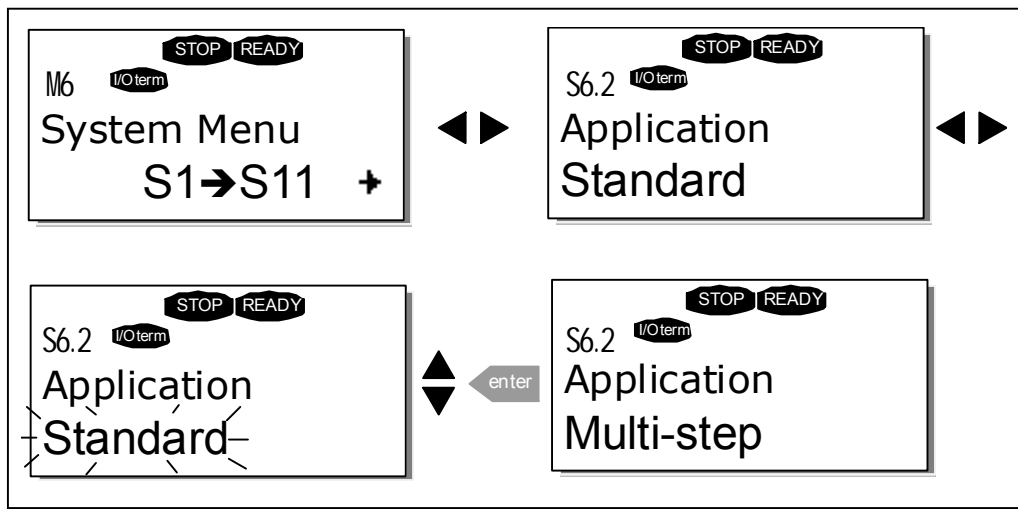 STOP READY
M6 I/Oterm
System Menu
S1➔S11
STOP READY
S6.2 I/Oterm
Application
Standard
STOP READY
S6.2 I/Oterm
Application
Standard
enter
STOP READY
S6.2 I/Oterm
Application
Multi-step